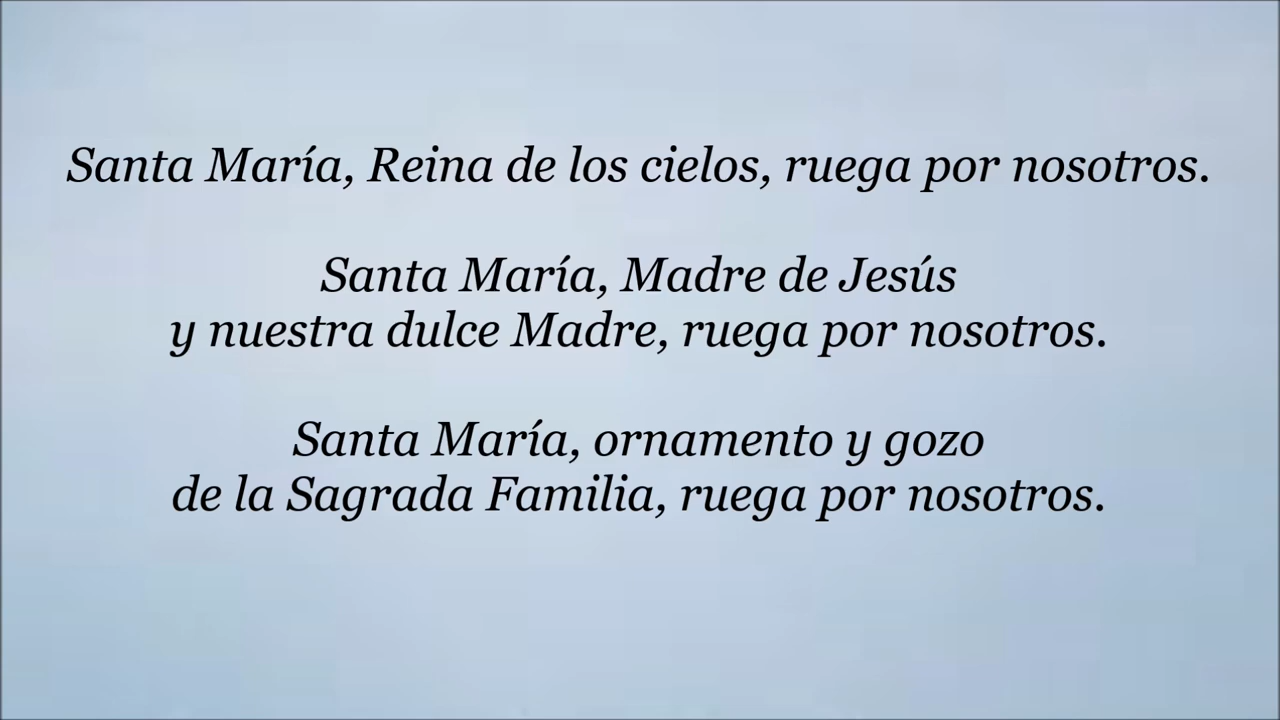 Santa María, Reina de los cielos, ruega por nosotros.
Santa María, Madre de Jesús
y nuestra dulce Madre, ruega por nosotros.
Santa María, ornamento y gozo
de la Sagrada Familia, ruega por nosotros.